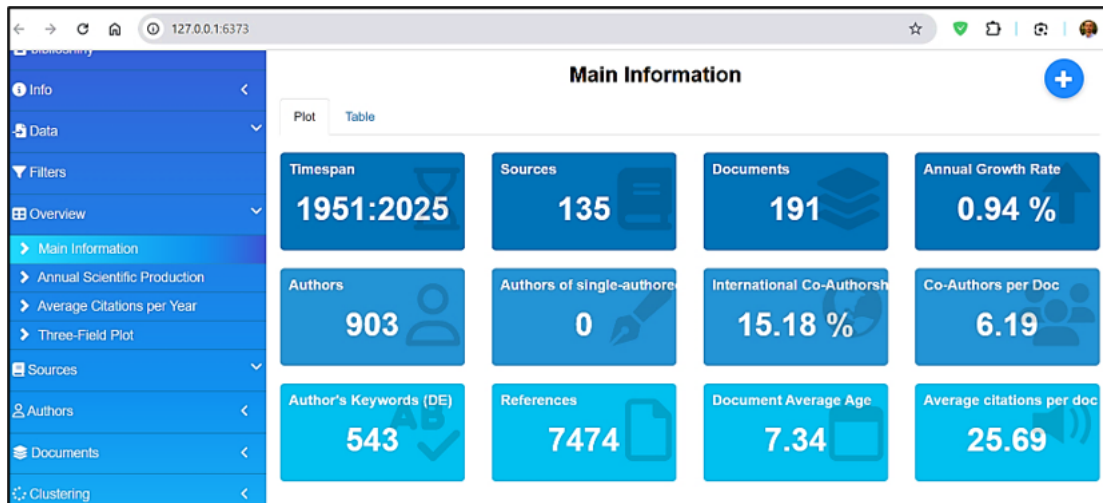 127.0.0.1:6373
biblioshiny
Info
Data
Filters
Overview
Main Information
Annual Scientific Production
Average Citations per Year
Three-Field Plot
Sources
Authors
Documents
Clustering
Main Information
Plot Table
Timespan
1951:2025
Sources
135
Documents
191
Annual Growth Rate
0.94 %
Authors
903
Authors of single-authore
0
International Co-Authorsh
15.18 %
Co-Authors per Doc
6.19
Author's Keywords (DE)
543
References
7474
Document Average Age
7.34
Average citations per doc
25.69